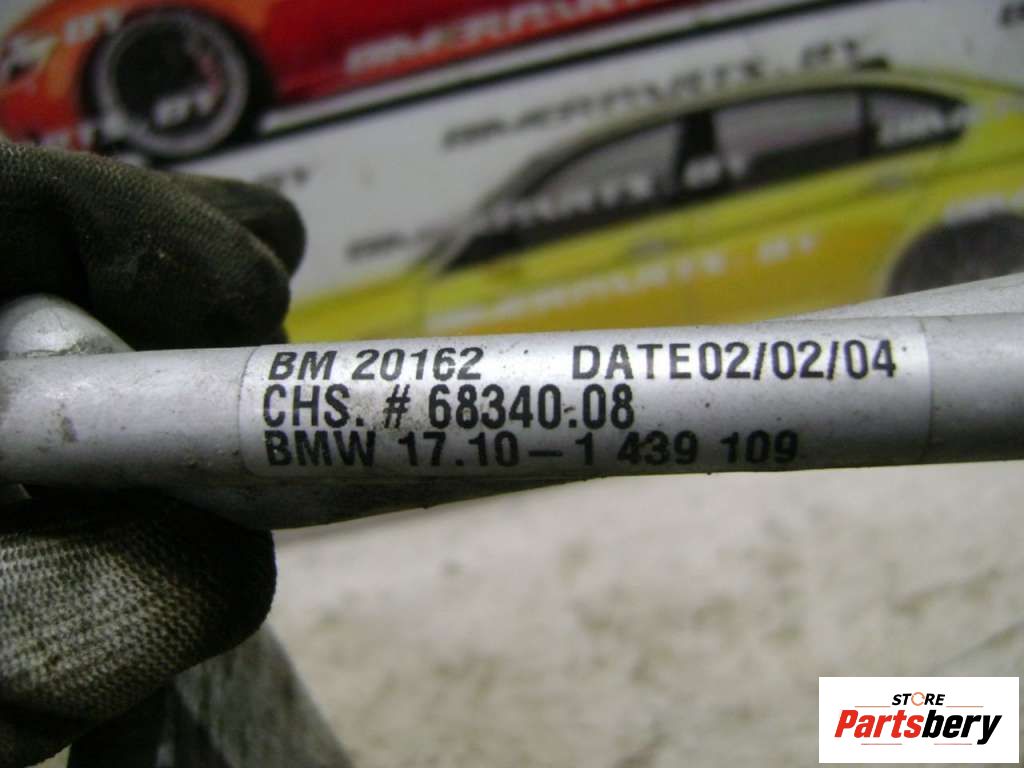 BM 20162 DATE02/02/04
CHS. # 68340-08
BMW 17.10-1 439 109
STORE
Partsbery